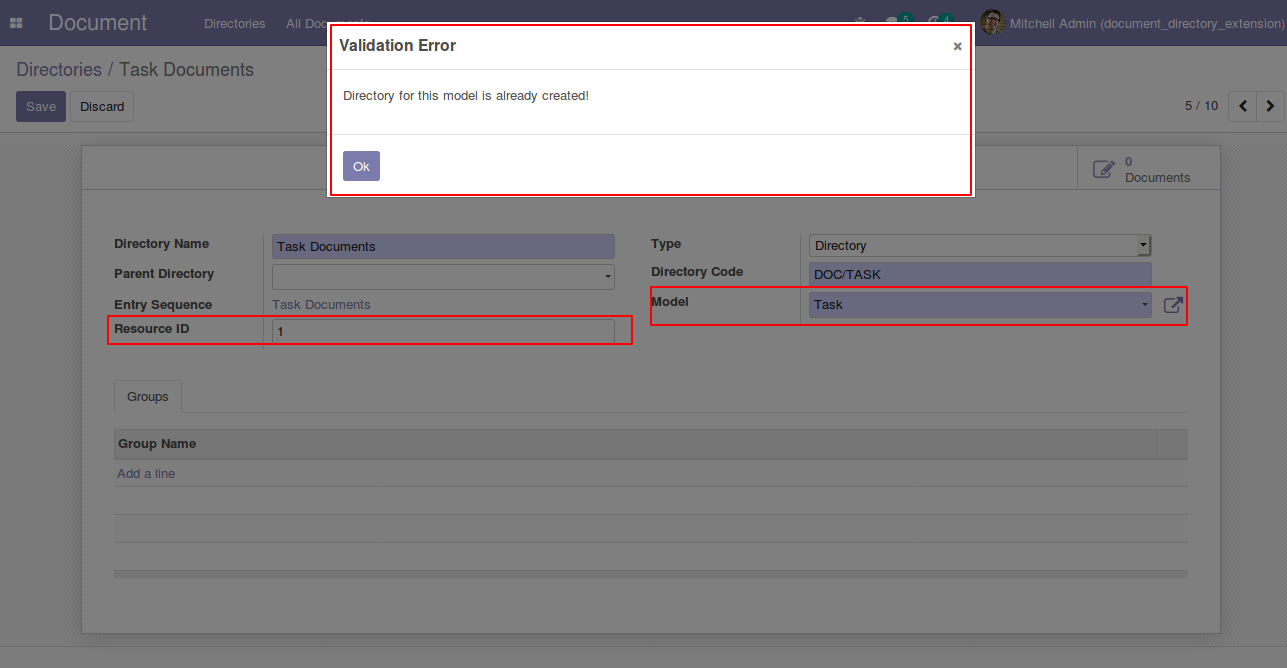 Document
Directories
All Documents
5
4
Mitchell Admin (document_directory_extension)
Validation Error
×
Directory for this model is already created!
Ok
Directories / Task Documents
Save
Discard
5 / 10
0
Documents
Directory Name
Task Documents
Type
Directory
Parent Directory
Directory Code
DOC/TASK
Entry Sequence
Task Documents
Model
Task
Resource ID
1
Groups
Group Name
Add a line